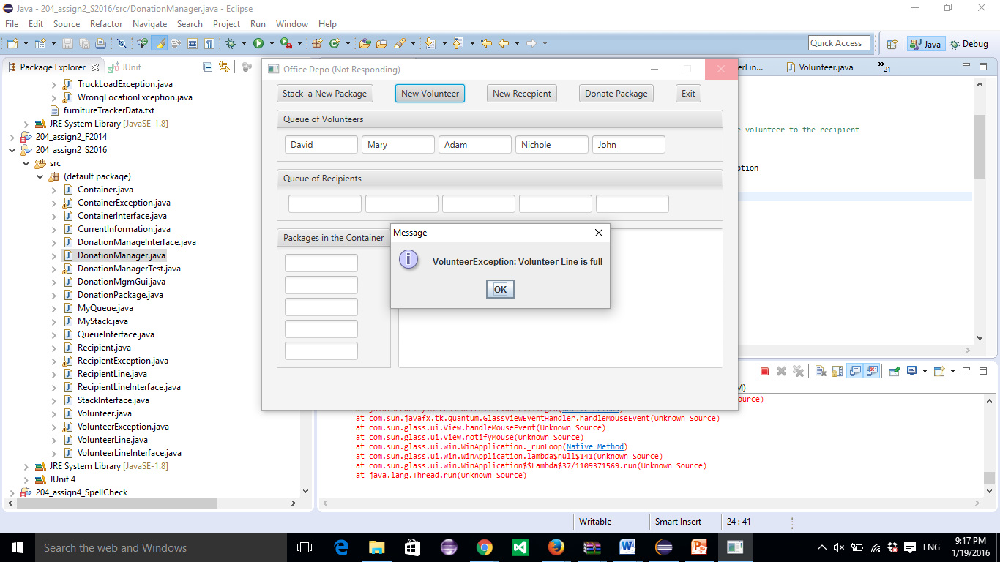 Java - 204_assign2_S2016/src/DonationManager.java - Eclipse
File Edit Source Refactor Navigate Search Project Run Window Help
Quick Access
Java
Debug
Package Explorer
JUnit
TruckLoadException.java
WrongLocationException.java
furnitureTrackerData.txt
JRE System Library [JavaSE-1.8]
204_assign2_F2014
204_assign2_S2016
src
(default package)
Container.java
ContainerException.java
ContainerInterface.java
CurrentInformation.java
DonationManageInterface.java
DonationManager.java
DonationManagerTest.java
DonationMgmGui.java
DonationPackage.java
MyQueue.java
MyStack.java
QueueInterface.java
Recipient.java
RecipientException.java
RecipientLine.java
RecipientLineInterface.java
StackInterface.java
Volunteer.java
VolunteerException.java
VolunteerLine.java
VolunteerLineInterface.java
JRE System Library [JavaSE-1.8]
JUnit 4
204_assign4_SpellCheck
Office Depo (Not Responding)
Stack a New Package
New Volunteer
New Recepient
Donate Package
Exit
Queue of Volunteers
David
Mary
Adam
Nichole
John
Queue of Recipients
Packages in the Container
Message
VolunteerException: Volunteer Line is full
OK
erLin...
Volunteer.java
21
e volunteer to the recipient
ption
M)
ource)
at com.sun.javafx.tk.quantum.GlassViewEventHandler.handleMouseEvent(Unknown Source)
at com.sun.glass.ui.View.handleMouseEvent(Unknown Source)
at com.sun.glass.ui.View.notifyMouse(Unknown Source)
at com.sun.glass.ui.win.WinApplication._runLoop(Native Method)
at com.sun.glass.ui.win.WinApplication.lambda$null$141(Unknown Source)
at com.sun.glass.ui.win.WinApplication$$Lambda$37/1109371569.run(Unknown Source)
at java.lang.Thread.run(Unknown Source)
Writable
Smart Insert
24 : 41
Search the web and Windows
ENG
9:17 PM
1/19/2016